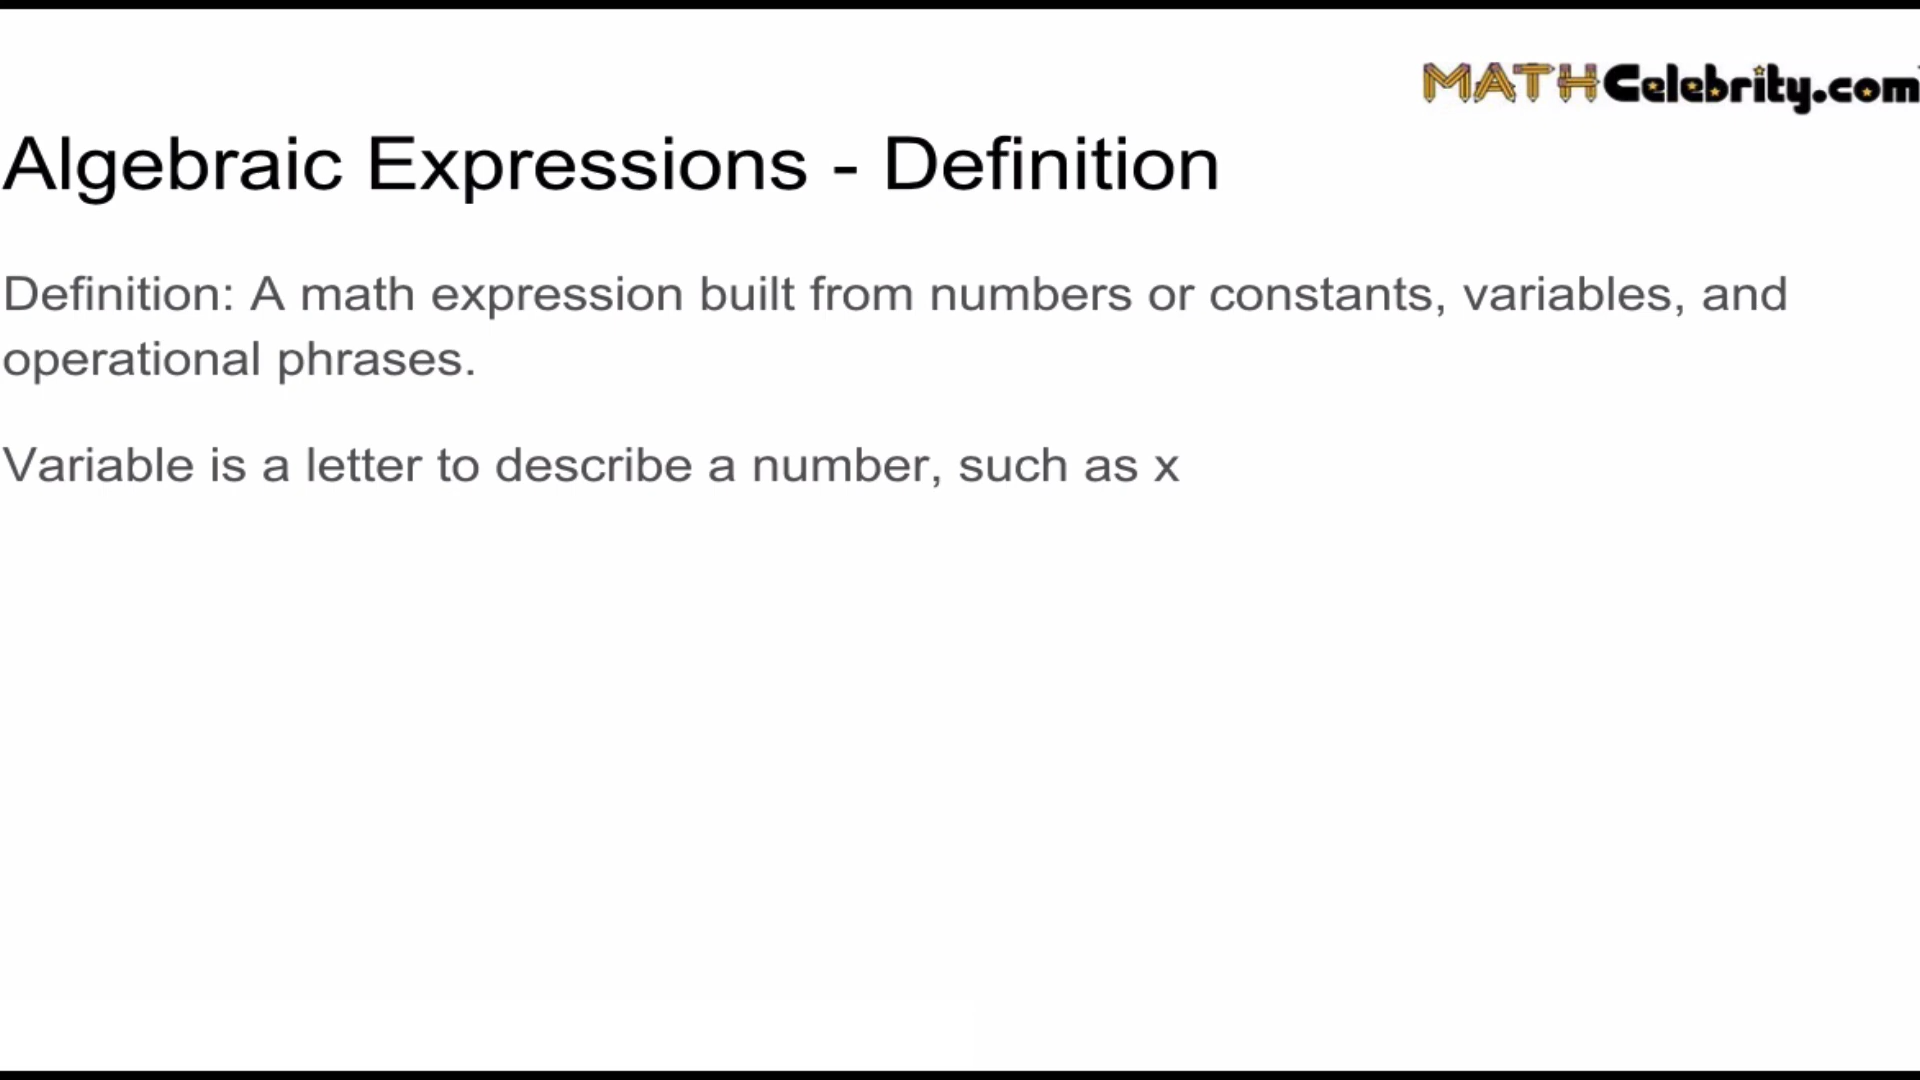 MATHCelebrity.com
Algebraic Expressions - Definition
Definition: A math expression built from numbers or constants, variables, and
operational phrases.
Variable is a letter to describe a number, such as x